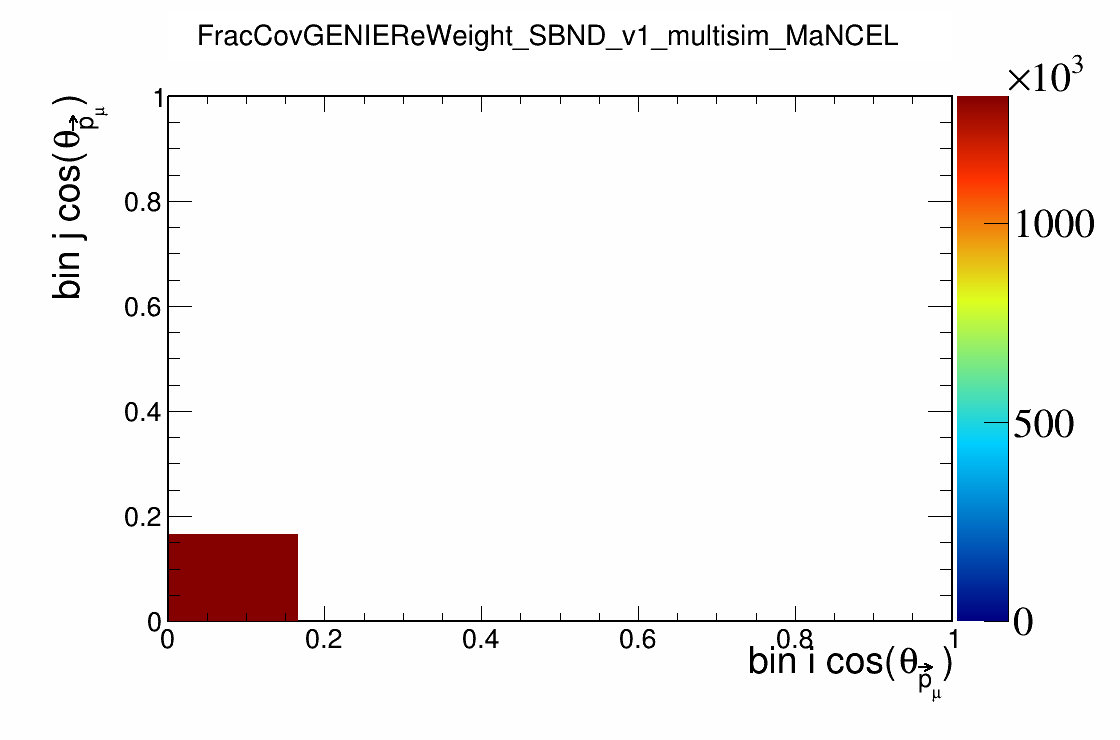 FracCovGENIEReWeight_SBND_v1_multisim_MaNCEL
×10³
bin j cos(θ_p⃗_μ)
1
0.8
0.6
0.4
0.2
0
0 0.2 0.4 0.6 0.8 1
bin i cos(θ_p⃗_μ)
1000
500
0